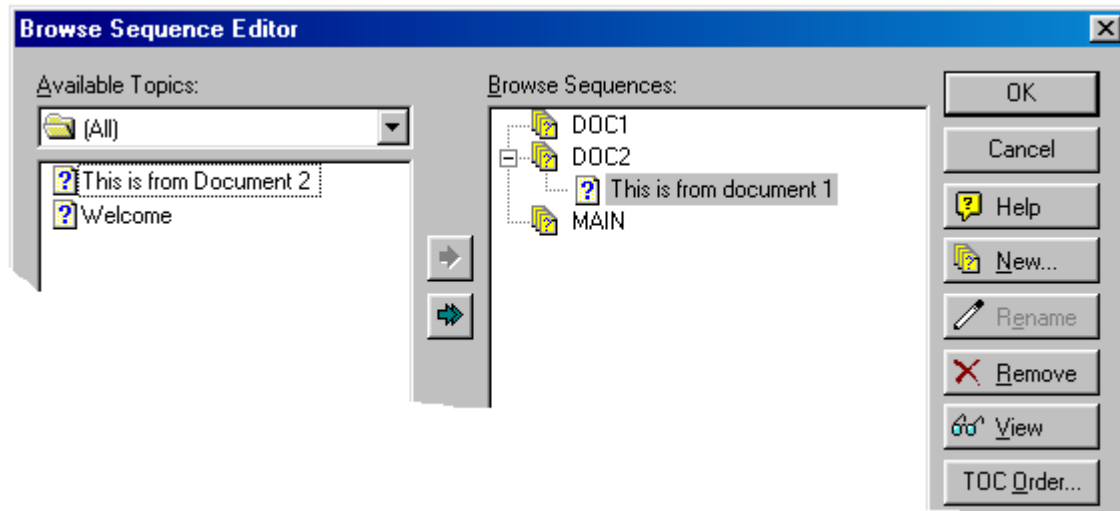 Browse Sequence Editor
Available Topics:
(All)
This is from Document 2
Welcome
Browse Sequences:
DOC1
DOC2
This is from document 1
MAIN
OK
Cancel
Help
New...
Rename
Remove
View
TOC Order...